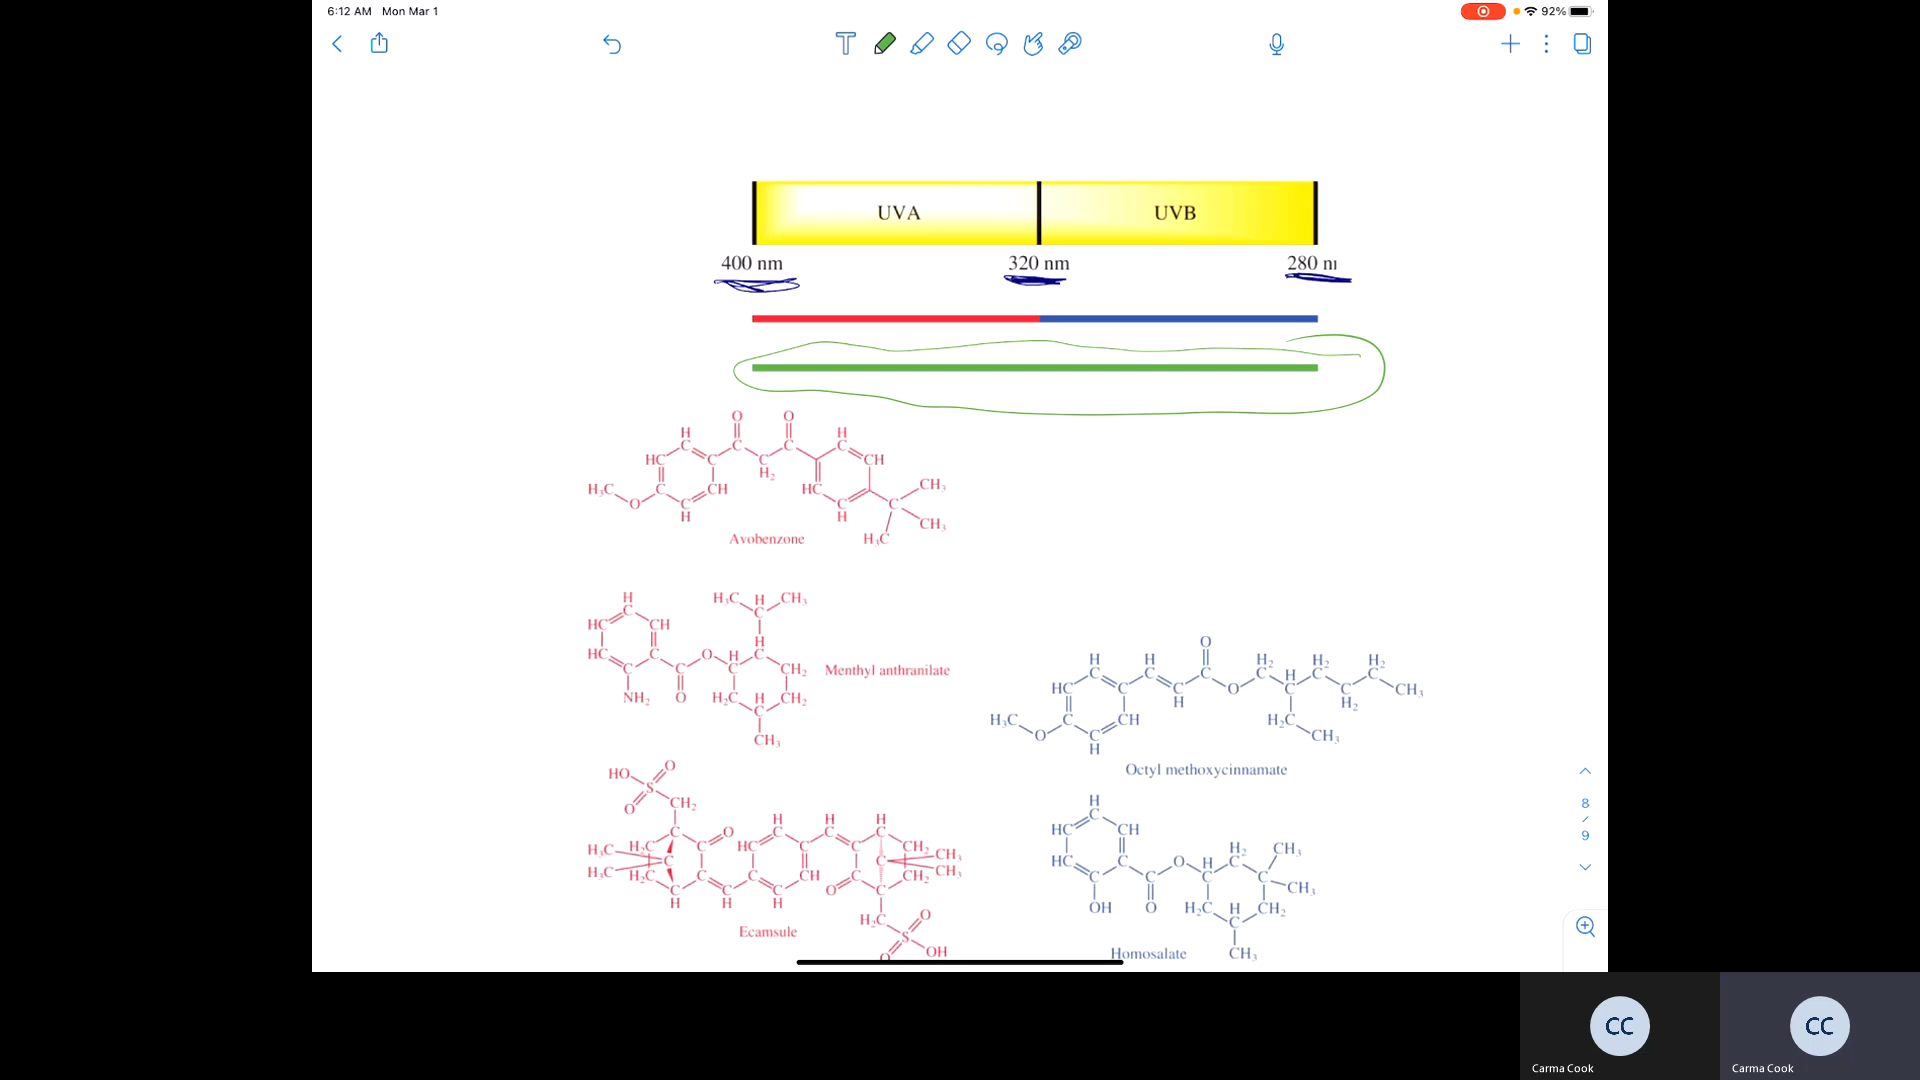 6:12 AM Mon Mar 1
92%
UVA
UVB
400 nm
320 nm
280 n
O O
H H
C C C C
HC C C CH
H₂
H₃C C CH HC CH₃
O C C C
H H CH₃
Avobenzone
H₃C
H
H₃C H CH₃
C C
HC CH
H
HC C O H C
C C C CH₂
Menthyl anthranilate
NH₂ O H₂C H CH₂
C
CH₃
O
H H H₂ H₂ H₂
C C C C H C C
HC C C O C C CH₃
H H₂
H₃C C CH H₂C
O C CH₃
H
Octyl methoxycinnamate
HO O
S
O CH₂
C O H H H
H₃C H₂C C HC C C C C CH₂ CH₃
C C
H₃C H₂C C C CH C CH₂ CH₃
C C C O C
H H H
H₂C O
S
O OH
Ecamsule
H
C
HC CH
H₂ CH₃
HC C O H C
C C C C CH₃
OH O H₂C H CH₂
C
CH₃
Homosalate
8
9
CC
CC
Carma Cook
Carma Cook